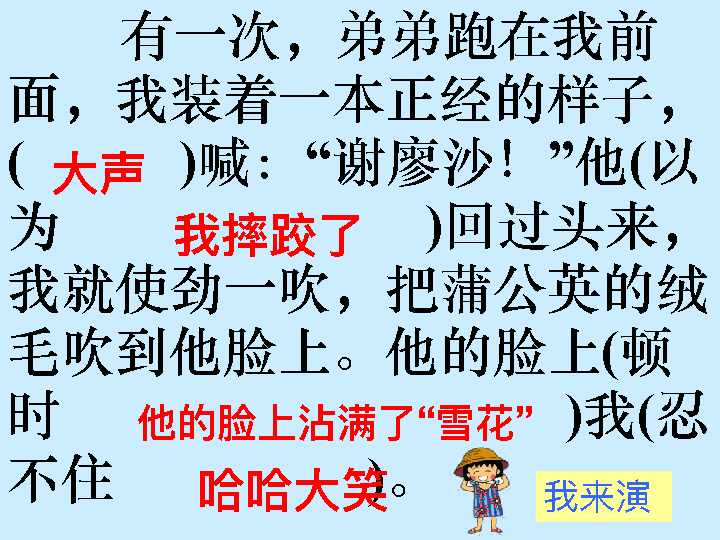 有一次，弟弟跑在我前
面，我装着一本正经的样子，
( 大声 )喊：“谢廖沙！”他(以
为 我摔跤了 )回过头来，
我就使劲一吹，把蒲公英的绒
毛吹到他脸上。他的脸上(顿
时 他的脸上沾满了“雪花” )我(忍
不住 哈哈大笑 )。
我来演